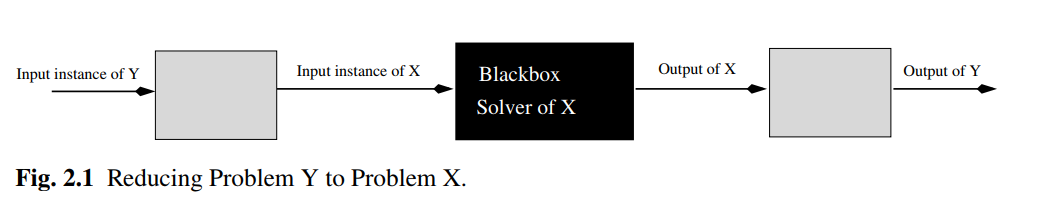 Input instance of Y
Input instance of X
Blackbox
Solver of X
Output of X
Output of Y
Fig. 2.1 Reducing Problem Y to Problem X.